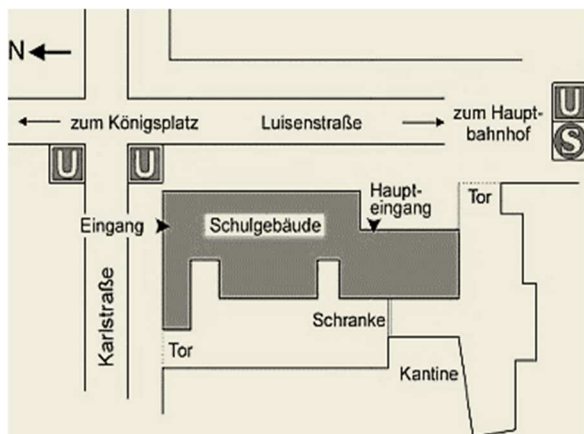 N
U
S
zum Haupt-
bahnhof
zum Königsplatz
Luisenstraße
U
U
Haupt-
eingang
Tor
Eingang
Schulgebäude
Karlstraße
Schranke
Tor
Kantine